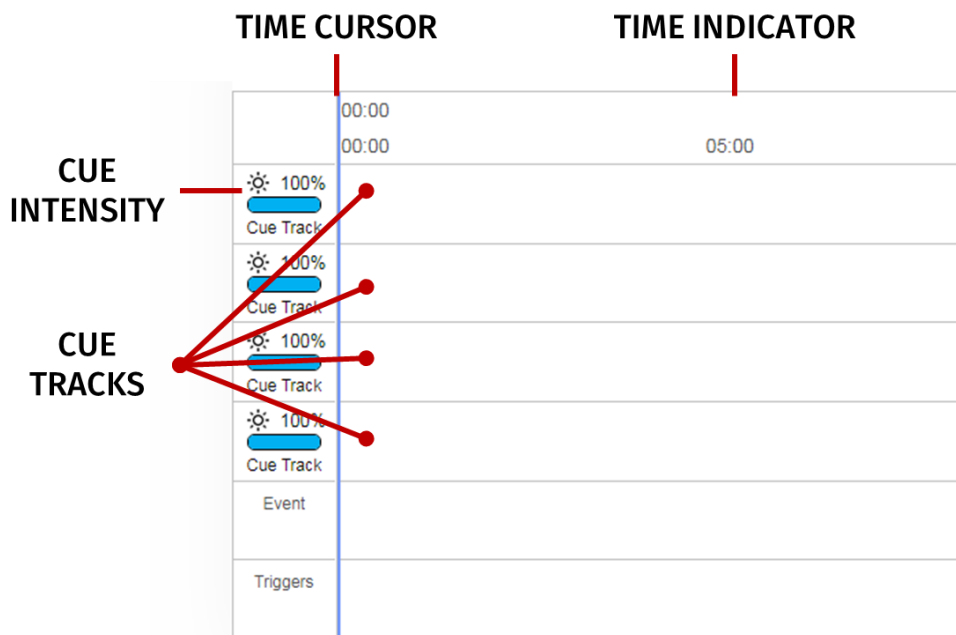 TIME CURSOR
TIME INDICATOR
00:00
00:00
05:00
CUE
INTENSITY
100%
Cue Track
100%
Cue Track
CUE
TRACKS
100%
Cue Track
100%
Cue Track
Event
Triggers